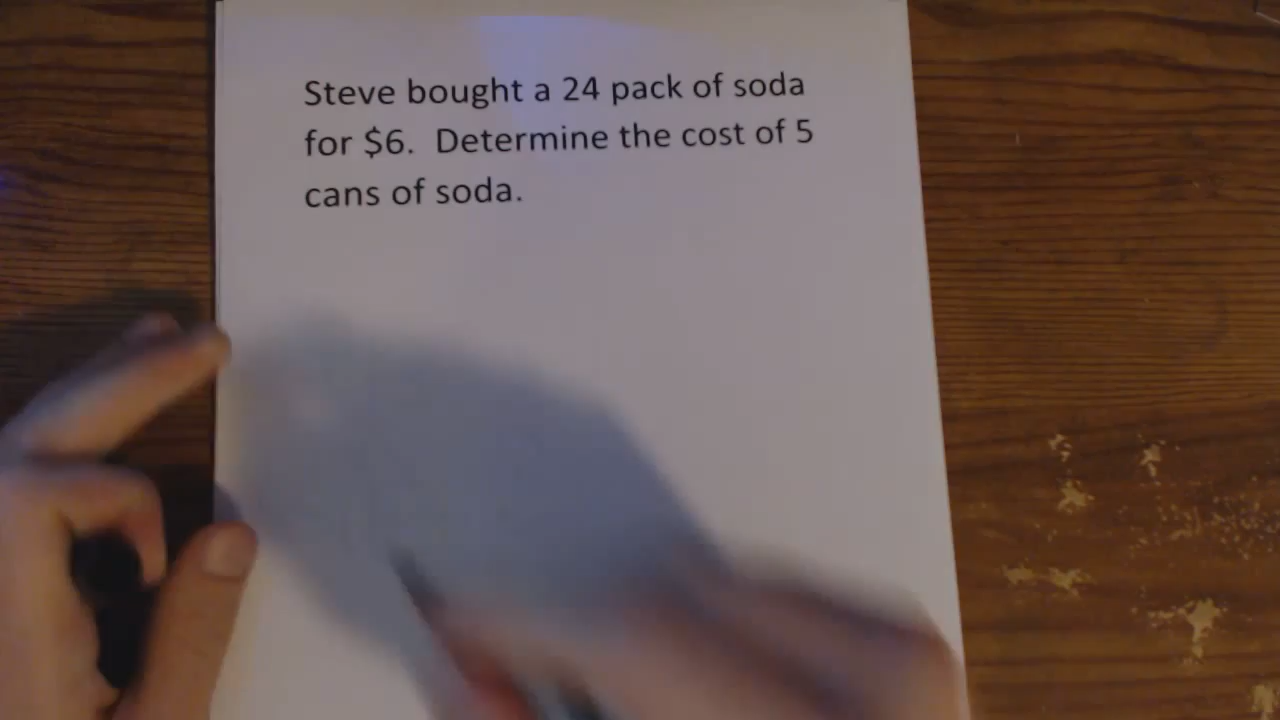 Steve bought a 24 pack of soda
for $6.  Determine the cost of 5
cans of soda.